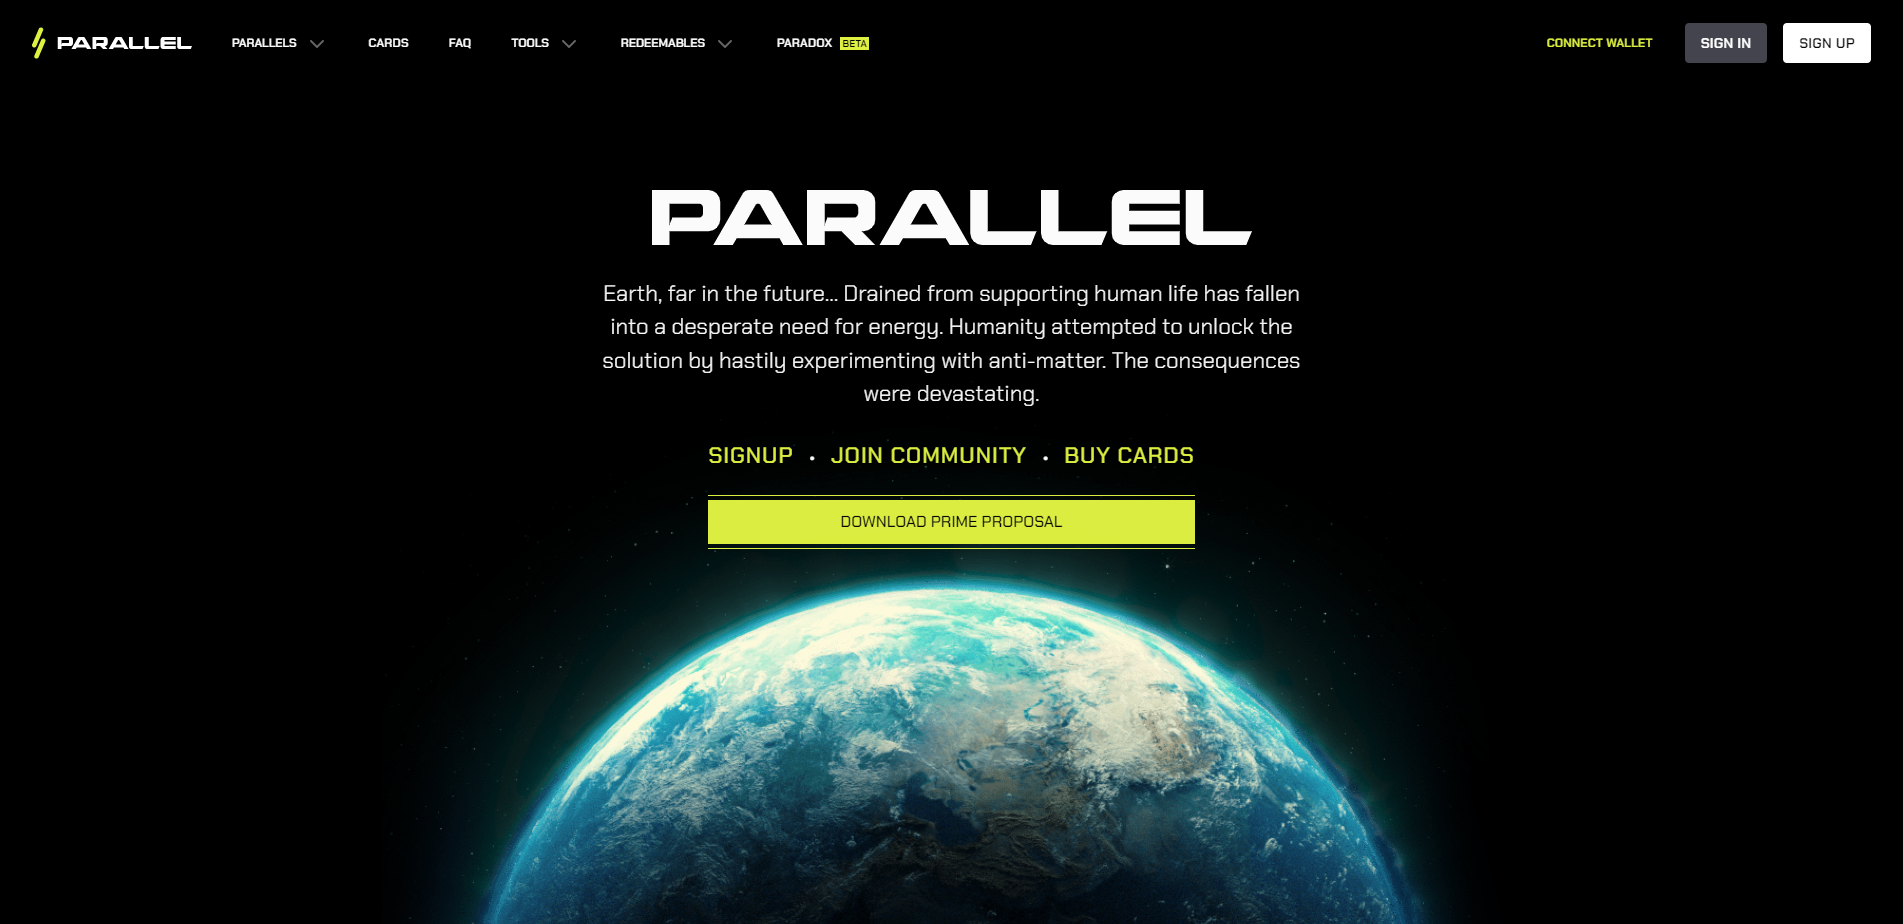 PARALLEL
PARALLELS
CARDS
FAQ
TOOLS
REDEEMABLES
PARADOX BETA
CONNECT WALLET
SIGN IN
SIGN UP
PARALLEL
Earth, far in the future... Drained from supporting human life has fallen
into a desperate need for energy. Humanity attempted to unlock the
solution by hastily experimenting with anti-matter. The consequences
were devastating.
SIGNUP • JOIN COMMUNITY • BUY CARDS
DOWNLOAD PRIME PROPOSAL